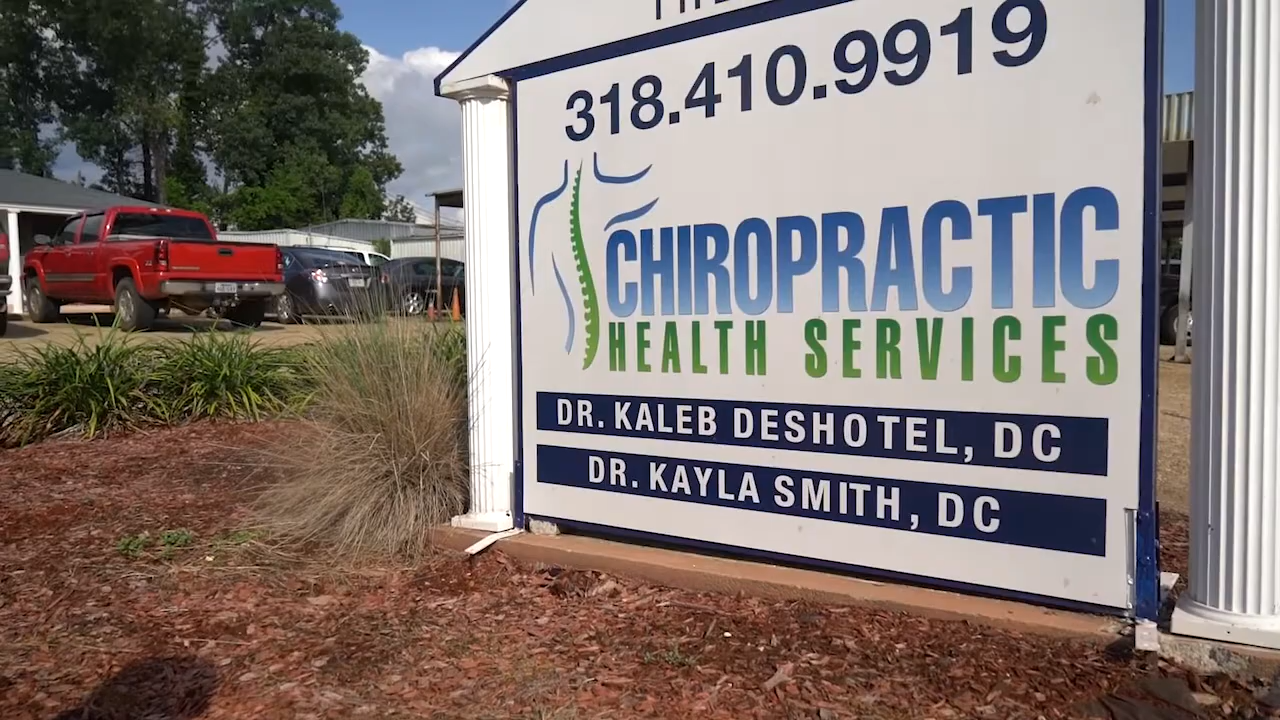 318.410.9919
CHIROPRACTIC
HEALTH SERVICES
DR. KALEB DESHOTEL, DC
DR. KAYLA SMITH, DC